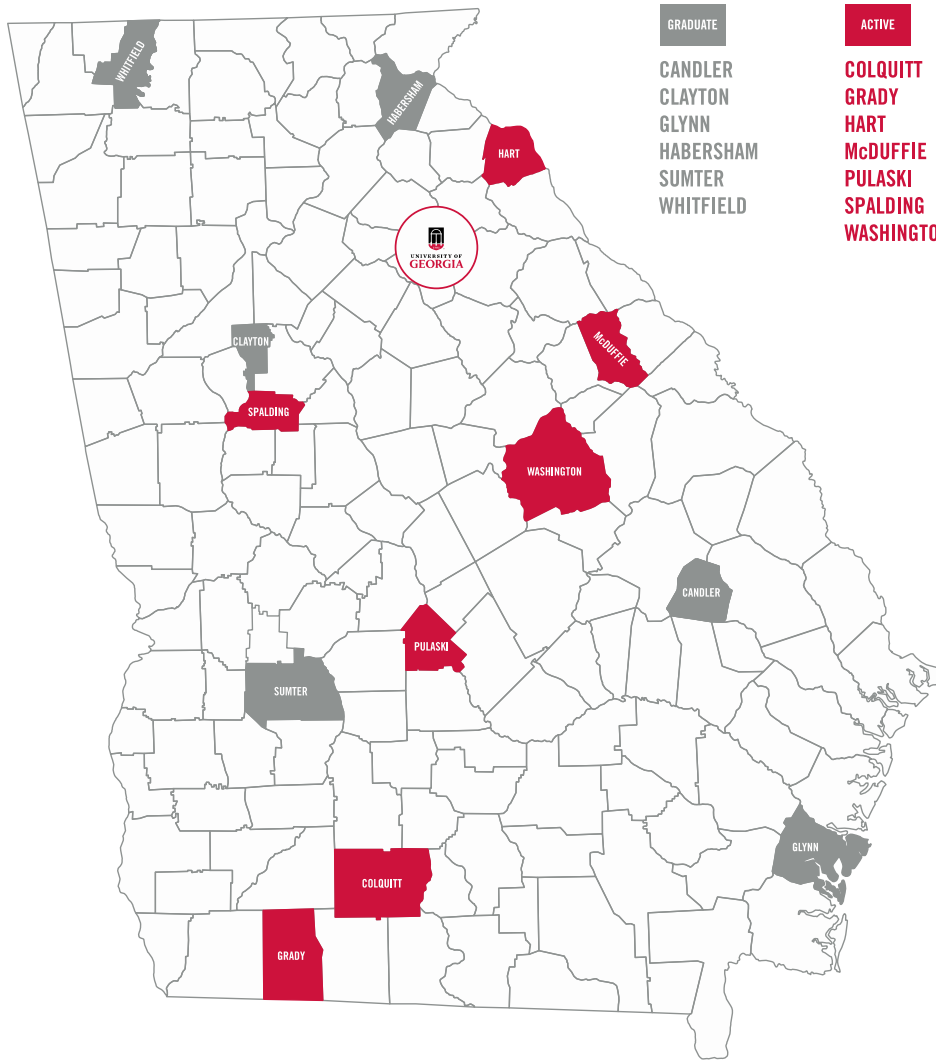 GRADUATE
CANDLER
CLAYTON
GLYNN
HABERSHAM
SUMTER
WHITFIELD
ACTIVE
COLQUITT
GRADY
HART
McDUFFIE
PULASKI
SPALDING
WASHINGTO
WHITFIELD
HABERSHAM
HART
UNIVERSITY OF
GEORGIA
CLAYTON
McDUFFIE
SPALDING
WASHINGTON
CANDLER
PULASKI
SUMTER
GLYNN
COLQUITT
GRADY